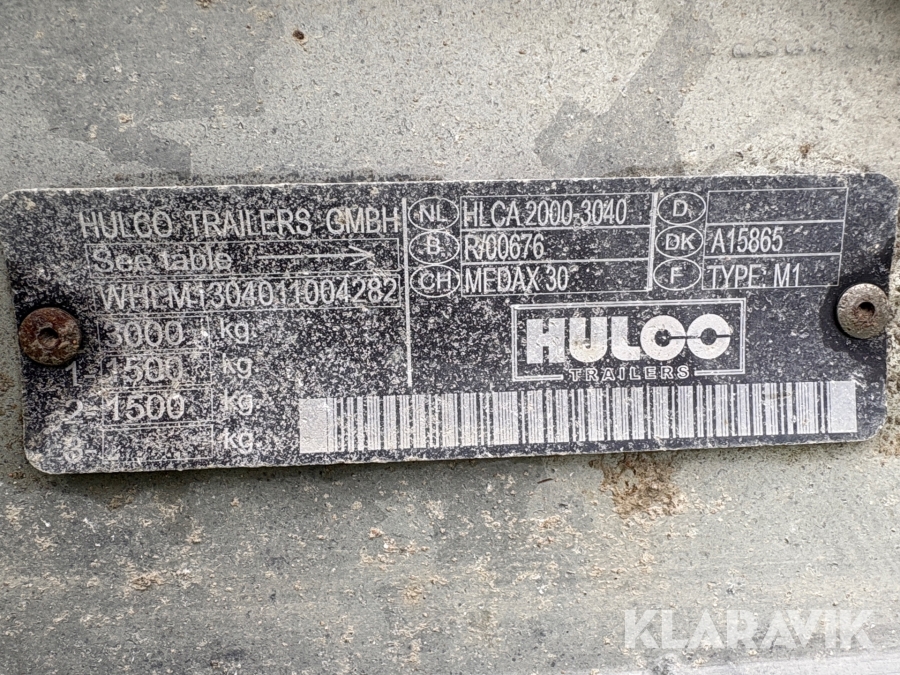 HULCO TRAILERS GMBH
See table
3000 kg.
1- 1500 kg
2- 1500 kg.
3- kg.
NL HLCA 2000-3040
B R/00676
CH MEDAX 30
D
DK A15865
F TYPE: M1
HULCO
TRAILERS
KLARAVIK